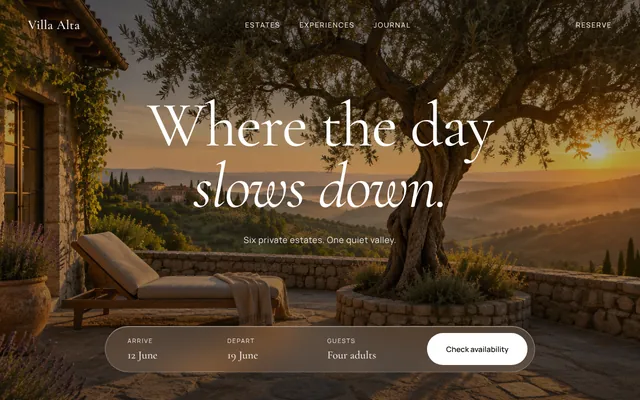 Villa Alta
ESTATES EXPERIENCES JOURNAL
RESERVE
Where the day
slows down.
Six private estates. One quiet valley.
ARRIVE
12 June
DEPART
19 June
GUESTS
Four adults
Check availability